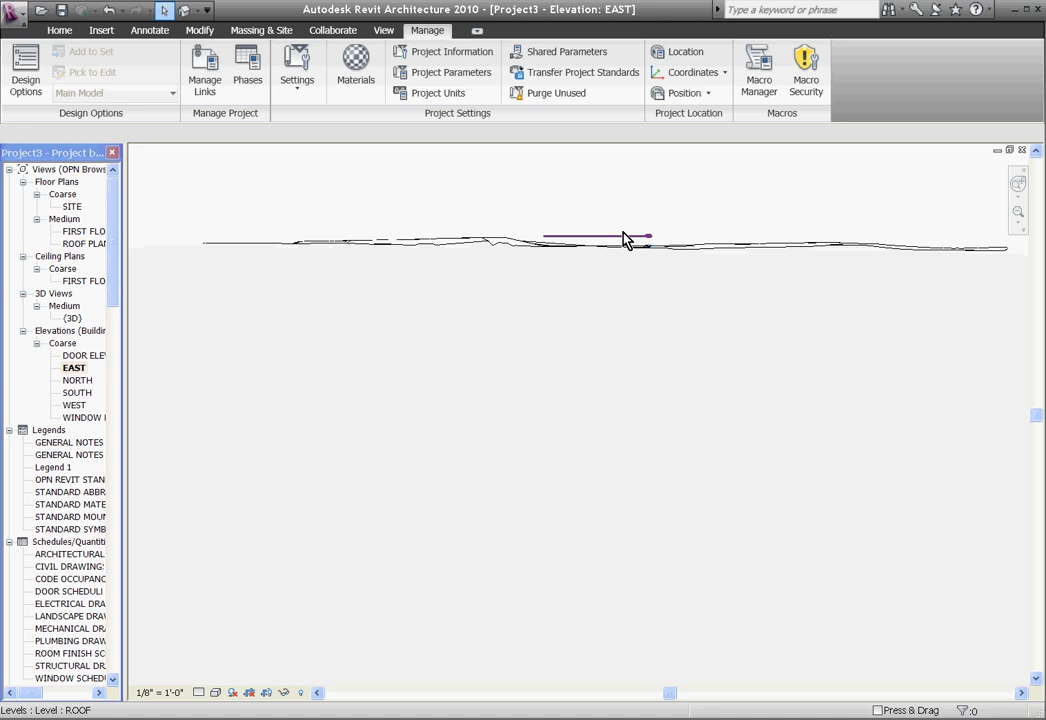 Autodesk Revit Architecture 2010 - [Project3 - Elevation: EAST]
Type a keyword or phrase
Home Insert Annotate Modify Massing & Site Collaborate View Manage
Design Options
Add to Set
Pick to Edit
Main Model
Manage Links
Phases
Settings
Materials
Project Information
Project Parameters
Project Units
Shared Parameters
Transfer Project Standards
Purge Unused
Location
Coordinates
Position
Macro Manager
Macro Security
Design Options Manage Project Project Settings Project Location Macros
Project3 - Project b...
Views (OPN Brows
Floor Plans
Coarse
SITE
Medium
FIRST FLO
ROOF PLAN
Ceiling Plans
Coarse
FIRST FLO
3D Views
Medium
{3D}
Elevations (Buildin
Coarse
DOOR ELE
EAST
NORTH
SOUTH
WEST
WINDOW
Legends
GENERAL NOTES
GENERAL NOTES
Legend 1
OPN REVIT STAN
STANDARD ABBR
STANDARD MATE
STANDARD MOUN
STANDARD SYMB
Schedules/Quantiti
ARCHITECTURAL
CIVIL DRAWING
CODE OCCUPANC
DOOR SCHEDULI
ELECTRICAL DRA
LANDSCAPE DRA
MECHANICAL DR
PLUMBING DRAW
ROOM FINISH SC
STRUCTURAL DR
WINDOW SCHED
1/8" = 1'-0"
Levels : Level : ROOF
Press & Drag
:0